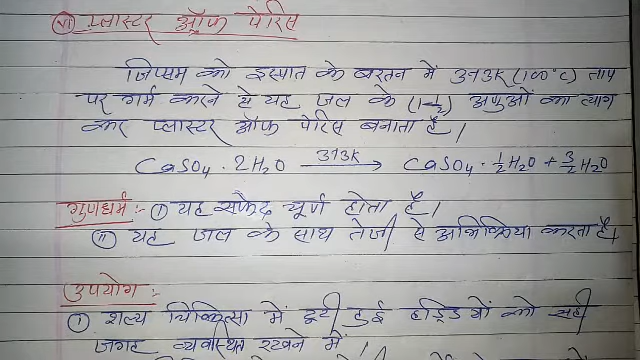 (vi) प्लास्टर ऑफ पेरिस
जिप्सम को इस्पात के बरतन में 373K (100°C) ताप
पर गर्म करने से यह जल के (1½) अणुओं का त्याग
कर प्लास्टर ऑफ पेरिस बनाता है।
CaSO₄ · 2H₂O —373K→ CaSO₄ · ½H₂O + 3/2 H₂O
गुणधर्म :- (i) यह सफेद चूर्ण होता है।
(ii) यह जल के साथ तेजी से अभिक्रिया करता है।
उपयोग :-
(i) शल्य चिकित्सा में टूटी हुई हड्डियों को सही
जगह व्यवस्थित रखने में।